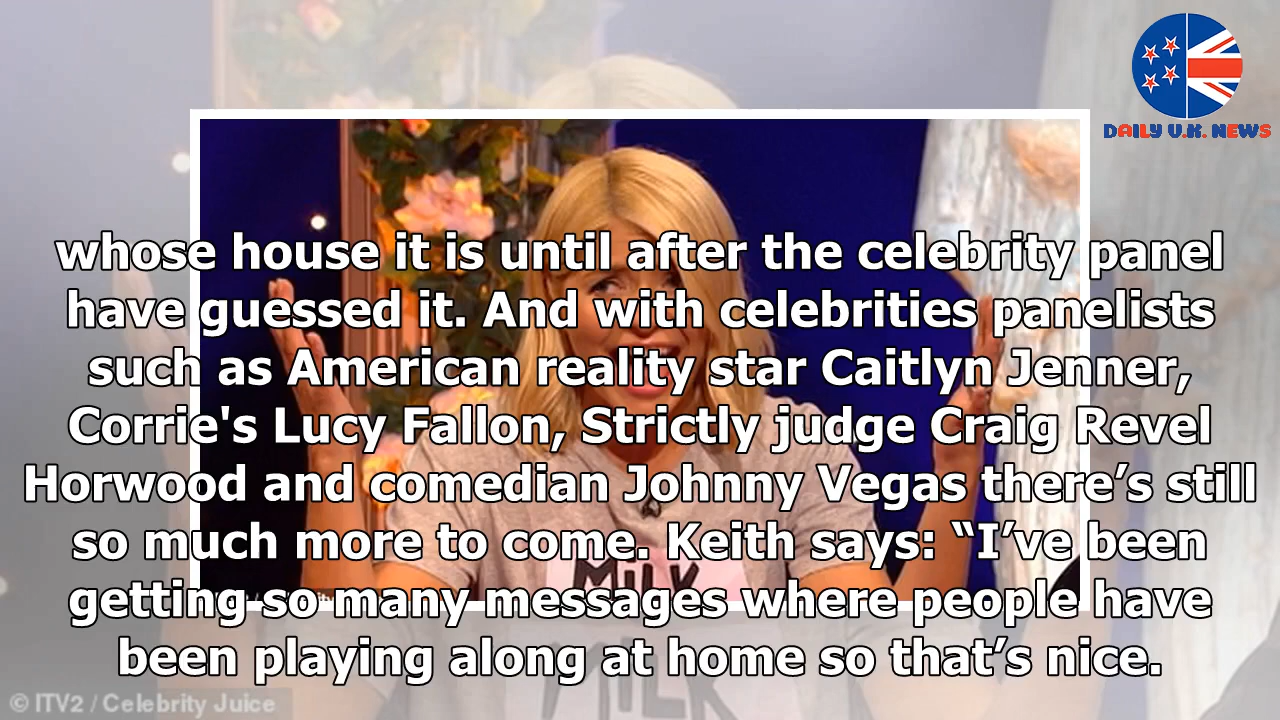 DAILY U.K. NEWS
whose house it is until after the celebrity panel
have guessed it. And with celebrities panelists
such as American reality star Caitlyn Jenner,
Corrie's Lucy Fallon, Strictly judge Craig Revel
Horwood and comedian Johnny Vegas there’s still
so much more to come. Keith says: “I’ve been
getting so many messages where people have
been playing along at home so that’s nice.
MILK
MILK
© ITV2 / Celebrity Juice